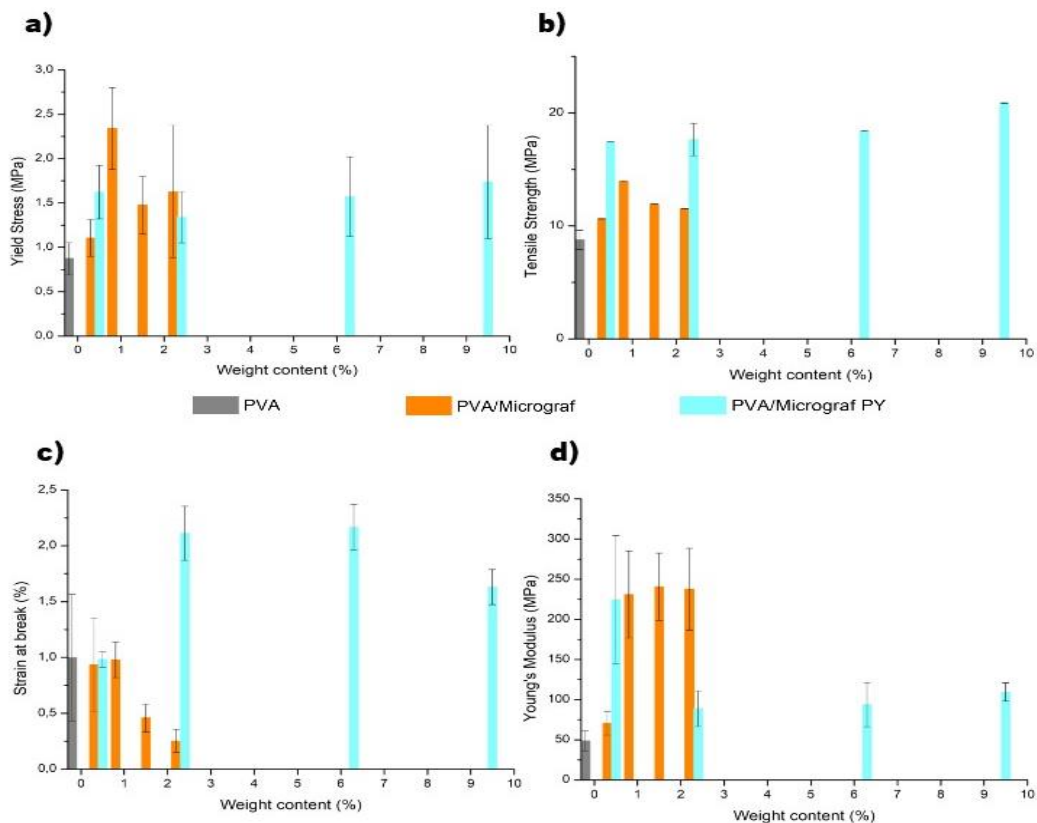 a)
3,0
2,5
2,0
1,5
1,0
0,5
0,0
Yield Stress (MPa)
0 1 2 3 4 5 6 7 8 9 10
Weight content (%)
b)
20
10
0
Tensile Strength (MPa)
0 1 2 3 4 5 6 7 8 9 10
Weight content (%)
PVA PVA/Micrograf PVA/Micrograf PY
c)
2,5
2,0
1,5
1,0
0,5
0,0
Strain at break (%)
0 1 2 3 4 5 6 7 8 9 10
Weight content (%)
d)
350
300
250
200
150
100
50
0
Young's Modulus (MPa)
0 1 2 3 4 5 6 7 8 9 10
Weight content (%)